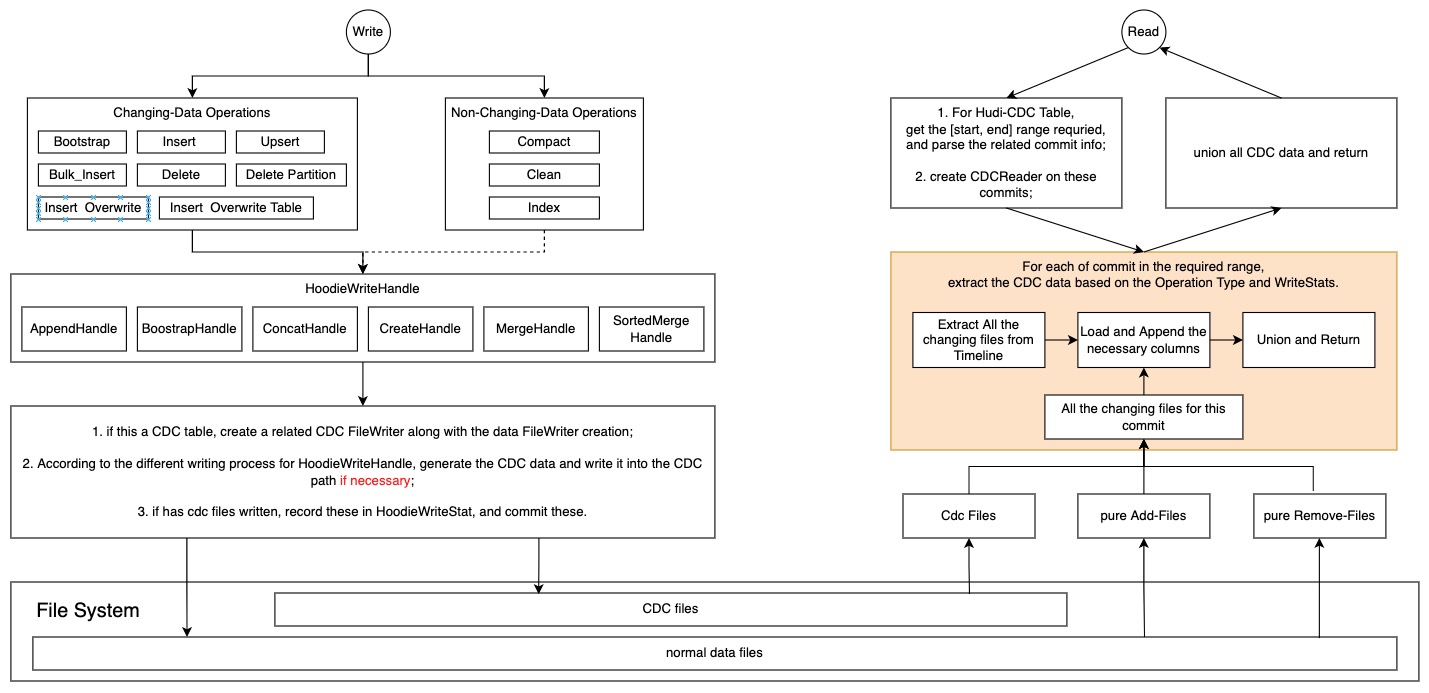 Write
Changing-Data Operations
Bootstrap
Insert
Upsert
Bulk_Insert
Delete
Delete Partition
Insert  Overwrite
Insert  Overwrite Table
Non-Changing-Data Operations
Compact
Clean
Index
HoodieWriteHandle
AppendHandle
BoostrapHandle
ConcatHandle
CreateHandle
MergeHandle
SortedMerge
Handle
1. if this a CDC table, create a related CDC FileWriter along with the data FileWriter creation;
2. According to the different writing process for HoodieWriteHandle, generate the CDC data and write it into the CDC
path if necessary;
3. if has cdc files written, record these in HoodieWriteStat, and commit these.
Read
1. For Hudi-CDC Table,
get the [start, end] range requried,
and parse the related commit info;
2. create CDCReader on these
commits;
union all CDC data and return
For each of commit in the required range,
extract the CDC data based on the Operation Type and WriteStats.
Extract All the
changing files from
Timeline
Load and Append the
necessary columns
Union and Return
All the changing files for this
commit
Cdc Files
pure Add-Files
pure Remove-Files
File System
CDC files
normal data files